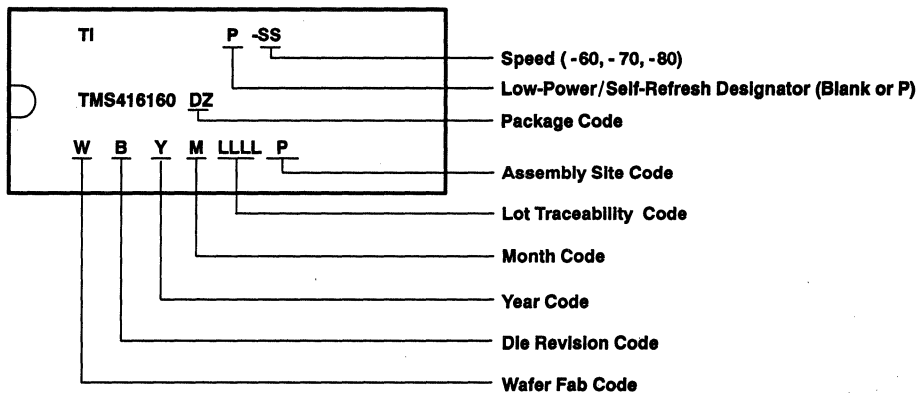 TI P -SS
Speed ( -60, - 70, -80)
Low-Power/Self-Refresh Designator (Blank or P)
TMS416160 DZ
Package Code
W B Y M LLLL P
Assembly Site Code
Lot Traceability Code
Month Code
Year Code
Die Revision Code
Wafer Fab Code